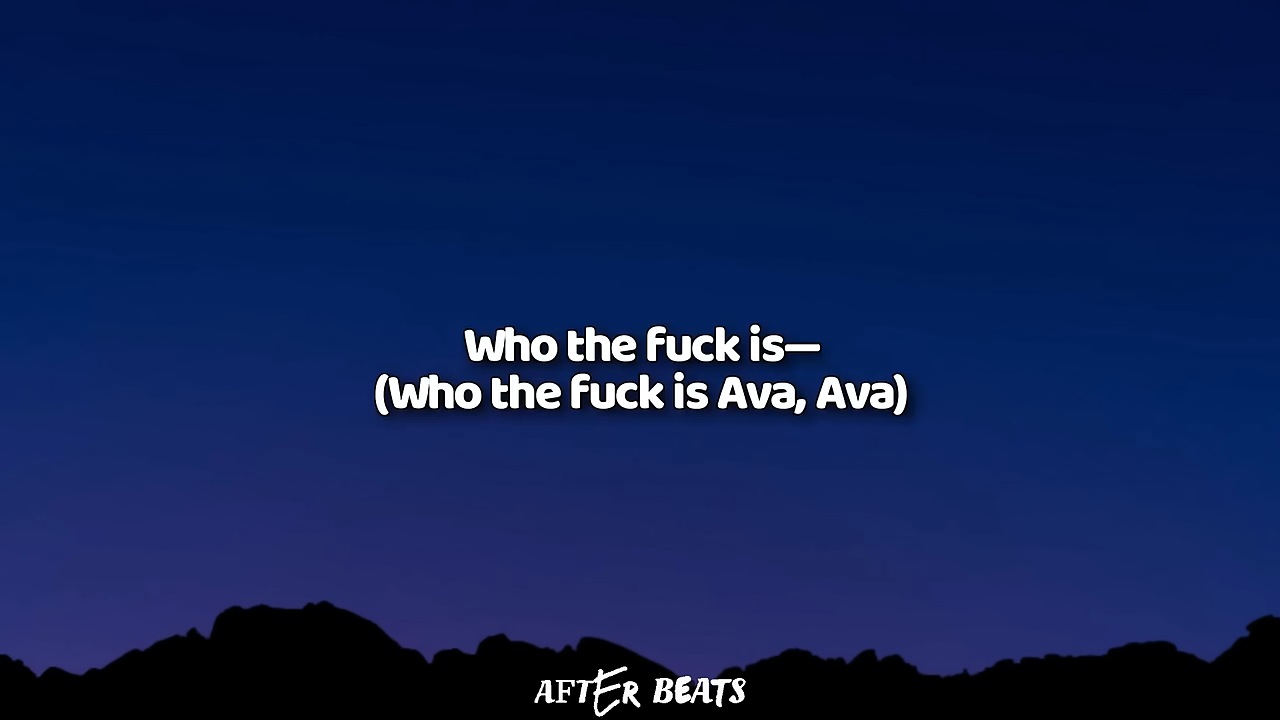 Who the fuck is—
(Who the fuck is Ava, Ava)
AFTER BEATS